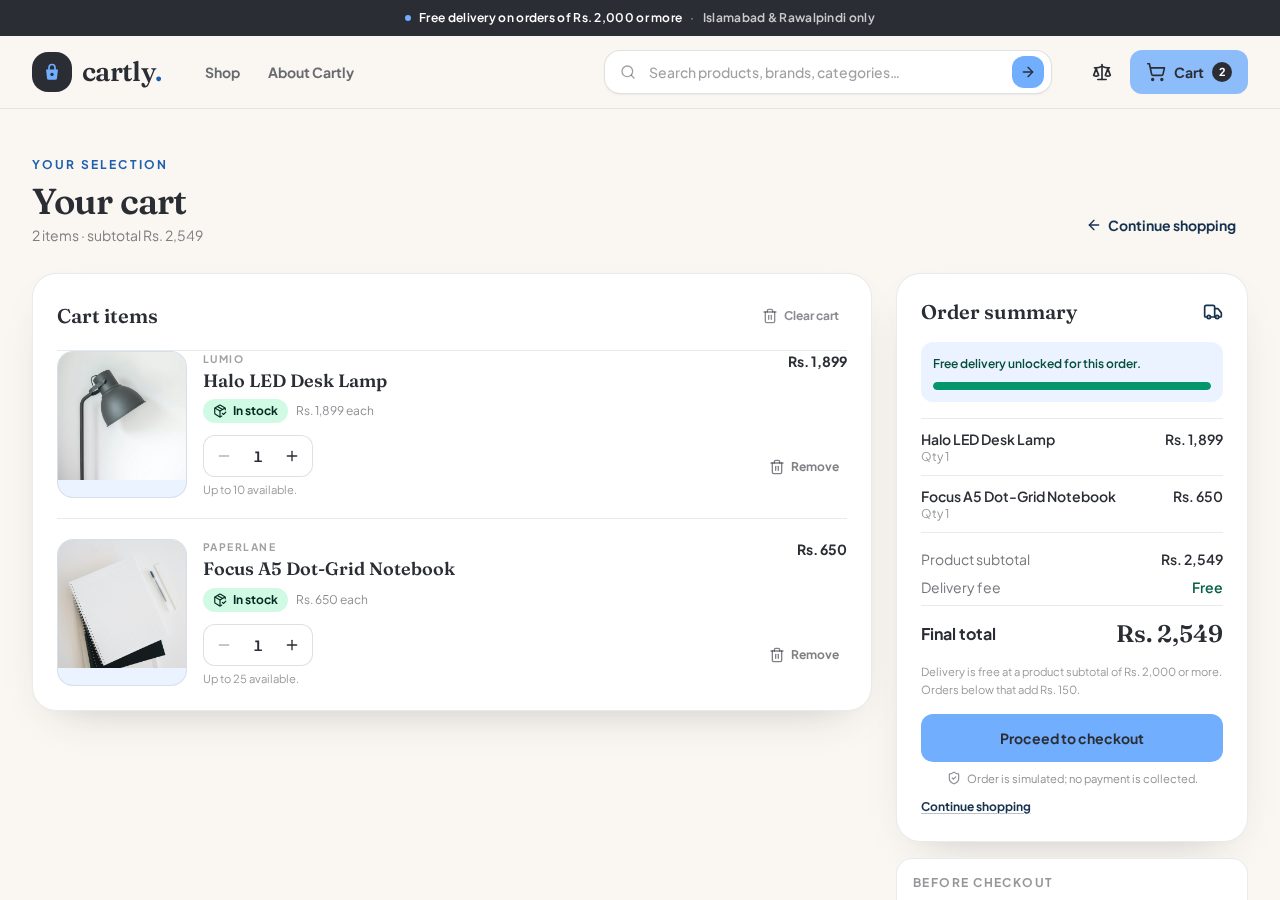 Free delivery on orders of Rs. 2,000 or more · Islamabad & Rawalpindi only
cartly.
Shop
About Cartly
Search products, brands, categories…
Cart 2
YOUR SELECTION
Your cart
2 items · subtotal Rs. 2,549
Continue shopping
Cart items
Clear cart
LUMIO
Rs. 1,899
Halo LED Desk Lamp
In stock
Rs. 1,899 each
1
Remove
Up to 10 available.
PAPERLANE
Rs. 650
Focus A5 Dot-Grid Notebook
In stock
Rs. 650 each
1
Remove
Up to 25 available.
Order summary
Free delivery unlocked for this order.
Halo LED Desk Lamp
Rs. 1,899
Qty 1
Focus A5 Dot-Grid Notebook
Rs. 650
Qty 1
Product subtotal
Rs. 2,549
Delivery fee
Free
Final total
Rs. 2,549
Delivery is free at a product subtotal of Rs. 2,000 or more.
Orders below that add Rs. 150.
Proceed to checkout
Order is simulated; no payment is collected.
Continue shopping
BEFORE CHECKOUT